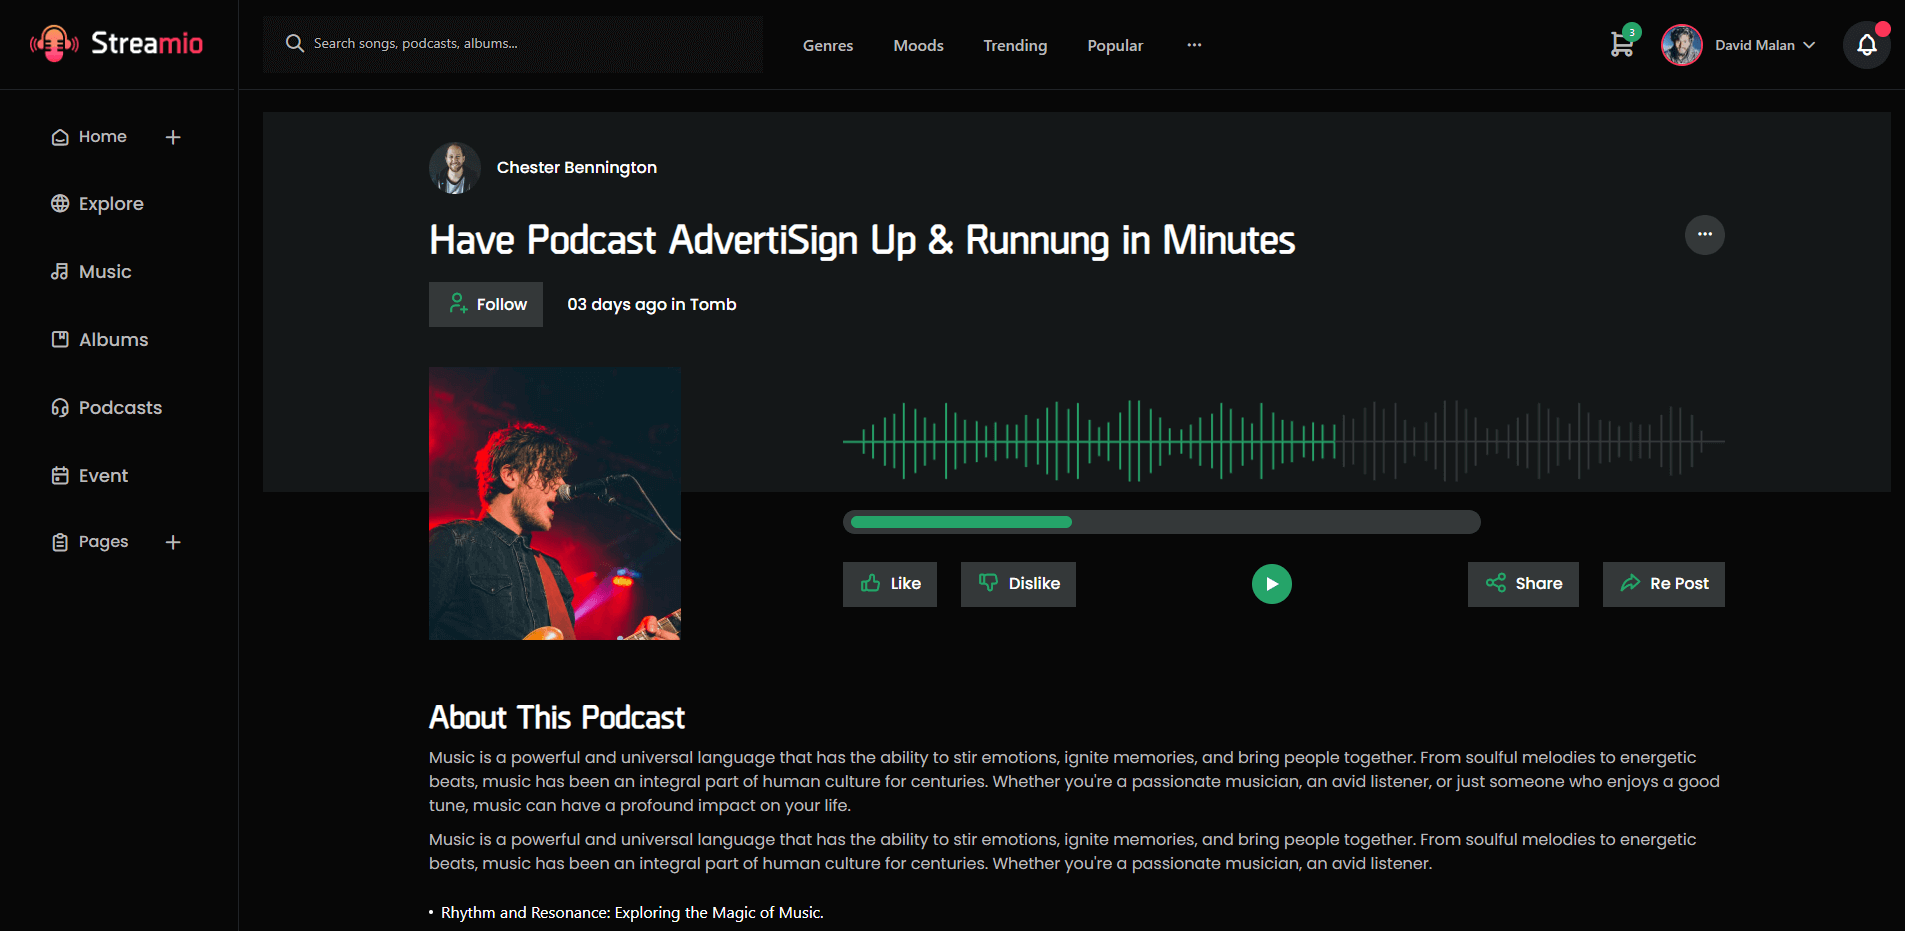 Streamio
Search songs, podcasts, albums...
Genres
Moods
Trending
Popular
3
David Malan
Home
Explore
Music
Albums
Podcasts
Event
Pages
Chester Bennington
Have Podcast AdvertiSign Up & Runnung in Minutes
Follow
03 days ago in Tomb
Like
Dislike
Share
Re Post
About This Podcast
Music is a powerful and universal language that has the ability to stir emotions, ignite memories, and bring people together. From soulful melodies to energetic
beats, music has been an integral part of human culture for centuries. Whether you're a passionate musician, an avid listener, or just someone who enjoys a good
tune, music can have a profound impact on your life.
Music is a powerful and universal language that has the ability to stir emotions, ignite memories, and bring people together. From soulful melodies to energetic
beats, music has been an integral part of human culture for centuries. Whether you're a passionate musician, an avid listener.
• Rhythm and Resonance: Exploring the Magic of Music.